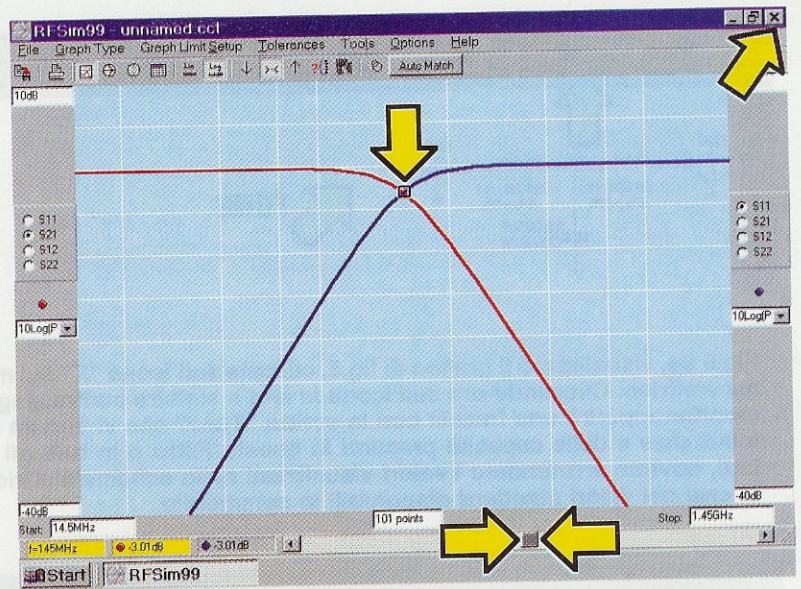 RFSim99 - unnamed.cct
File Graph Type Graph Limit Setup Tolerances Tools Options Help
Lin Log Auto Match
10dB
S11
S21
S12
S22
10Log|P
S11
S21
S12
S22
10Log|P
-40dB
-40dB
Start: 14.5MHz
101 points
Stop: 1.45GHz
f=145MHz
-3.01dB
-3.01dB
Start
RFSim99